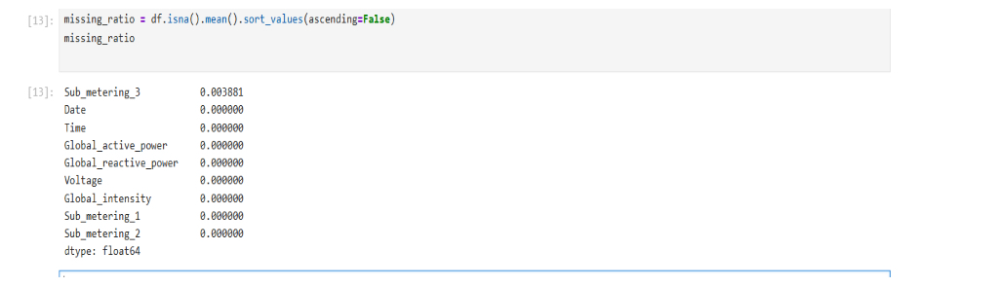 [13]: missing_ratio = df.isna().mean().sort_values(ascending=False)
missing_ratio
[13]: Sub_metering_3 0.003881
Date 0.000000
Time 0.000000
Global_active_power 0.000000
Global_reactive_power 0.000000
Voltage 0.000000
Global_intensity 0.000000
Sub_metering_1 0.000000
Sub_metering_2 0.000000
dtype: float64